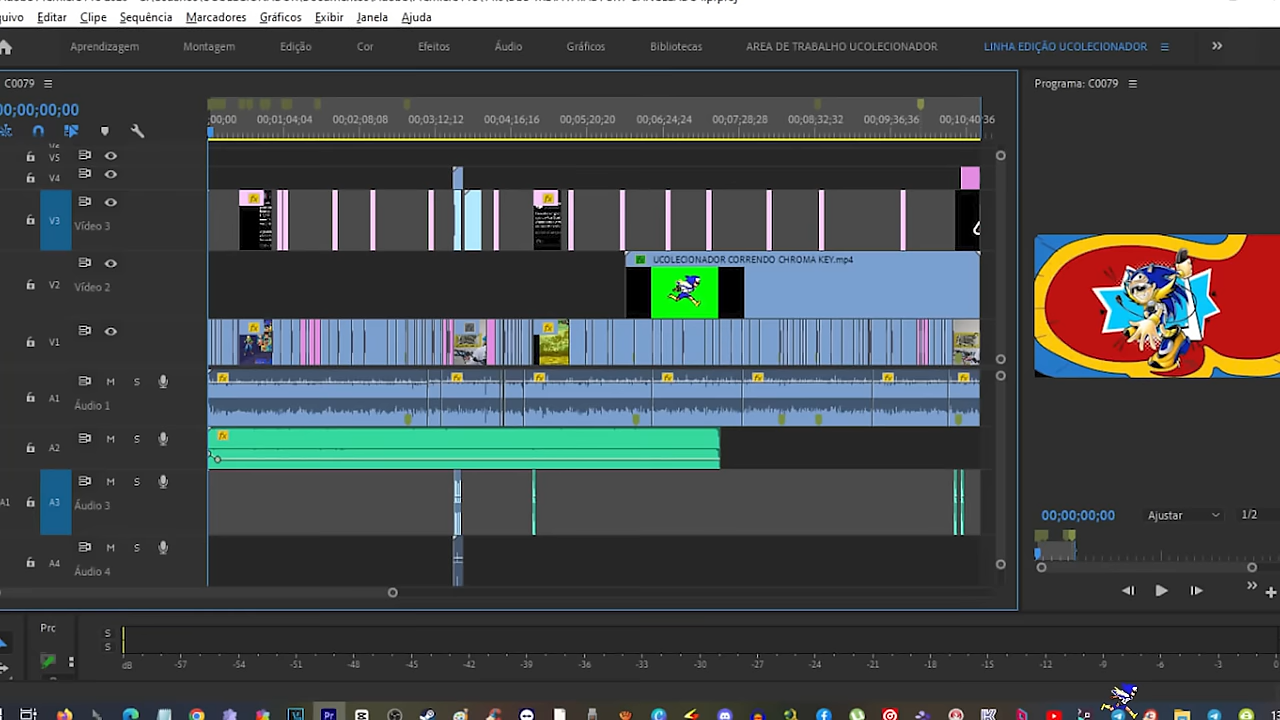 quivo Editar Clipe Sequência Marcadores Gráficos Exibir Janela Ajuda
Aprendizagem Montagem Edição Cor Efeitos Áudio Gráficos Bibliotecas AREA DE TRABALHO UCOLECIONADOR LINHA EDIÇÃO UCOLECIONADOR
C0079
Programa: C0079
00;00;00;00
;00;00 00;01;04;04 00;02;08;08 00;03;12;12 00;04;16;16 00;05;20;20 00;06;24;24 00;07;28;28 00;08;32;32 00;09;36;36 00;10;40;36
V5
V4
V3 Vídeo 3
V2 Vídeo 2
UCOLECIONADOR CORRENDO CHROMA KEY.mp4
V1
A1 M S
Áudio 1
A2 M S
A1 A3 M S
Áudio 3
A4 M S
Áudio 4
00;00;00;00 Ajustar 1/2
Prc
S
S
dB -57 -54 -51 -48 -45 -42 -39 -36 -33 -30 -27 -24 -21 -18 -15 -12 -9 -6 -3 0